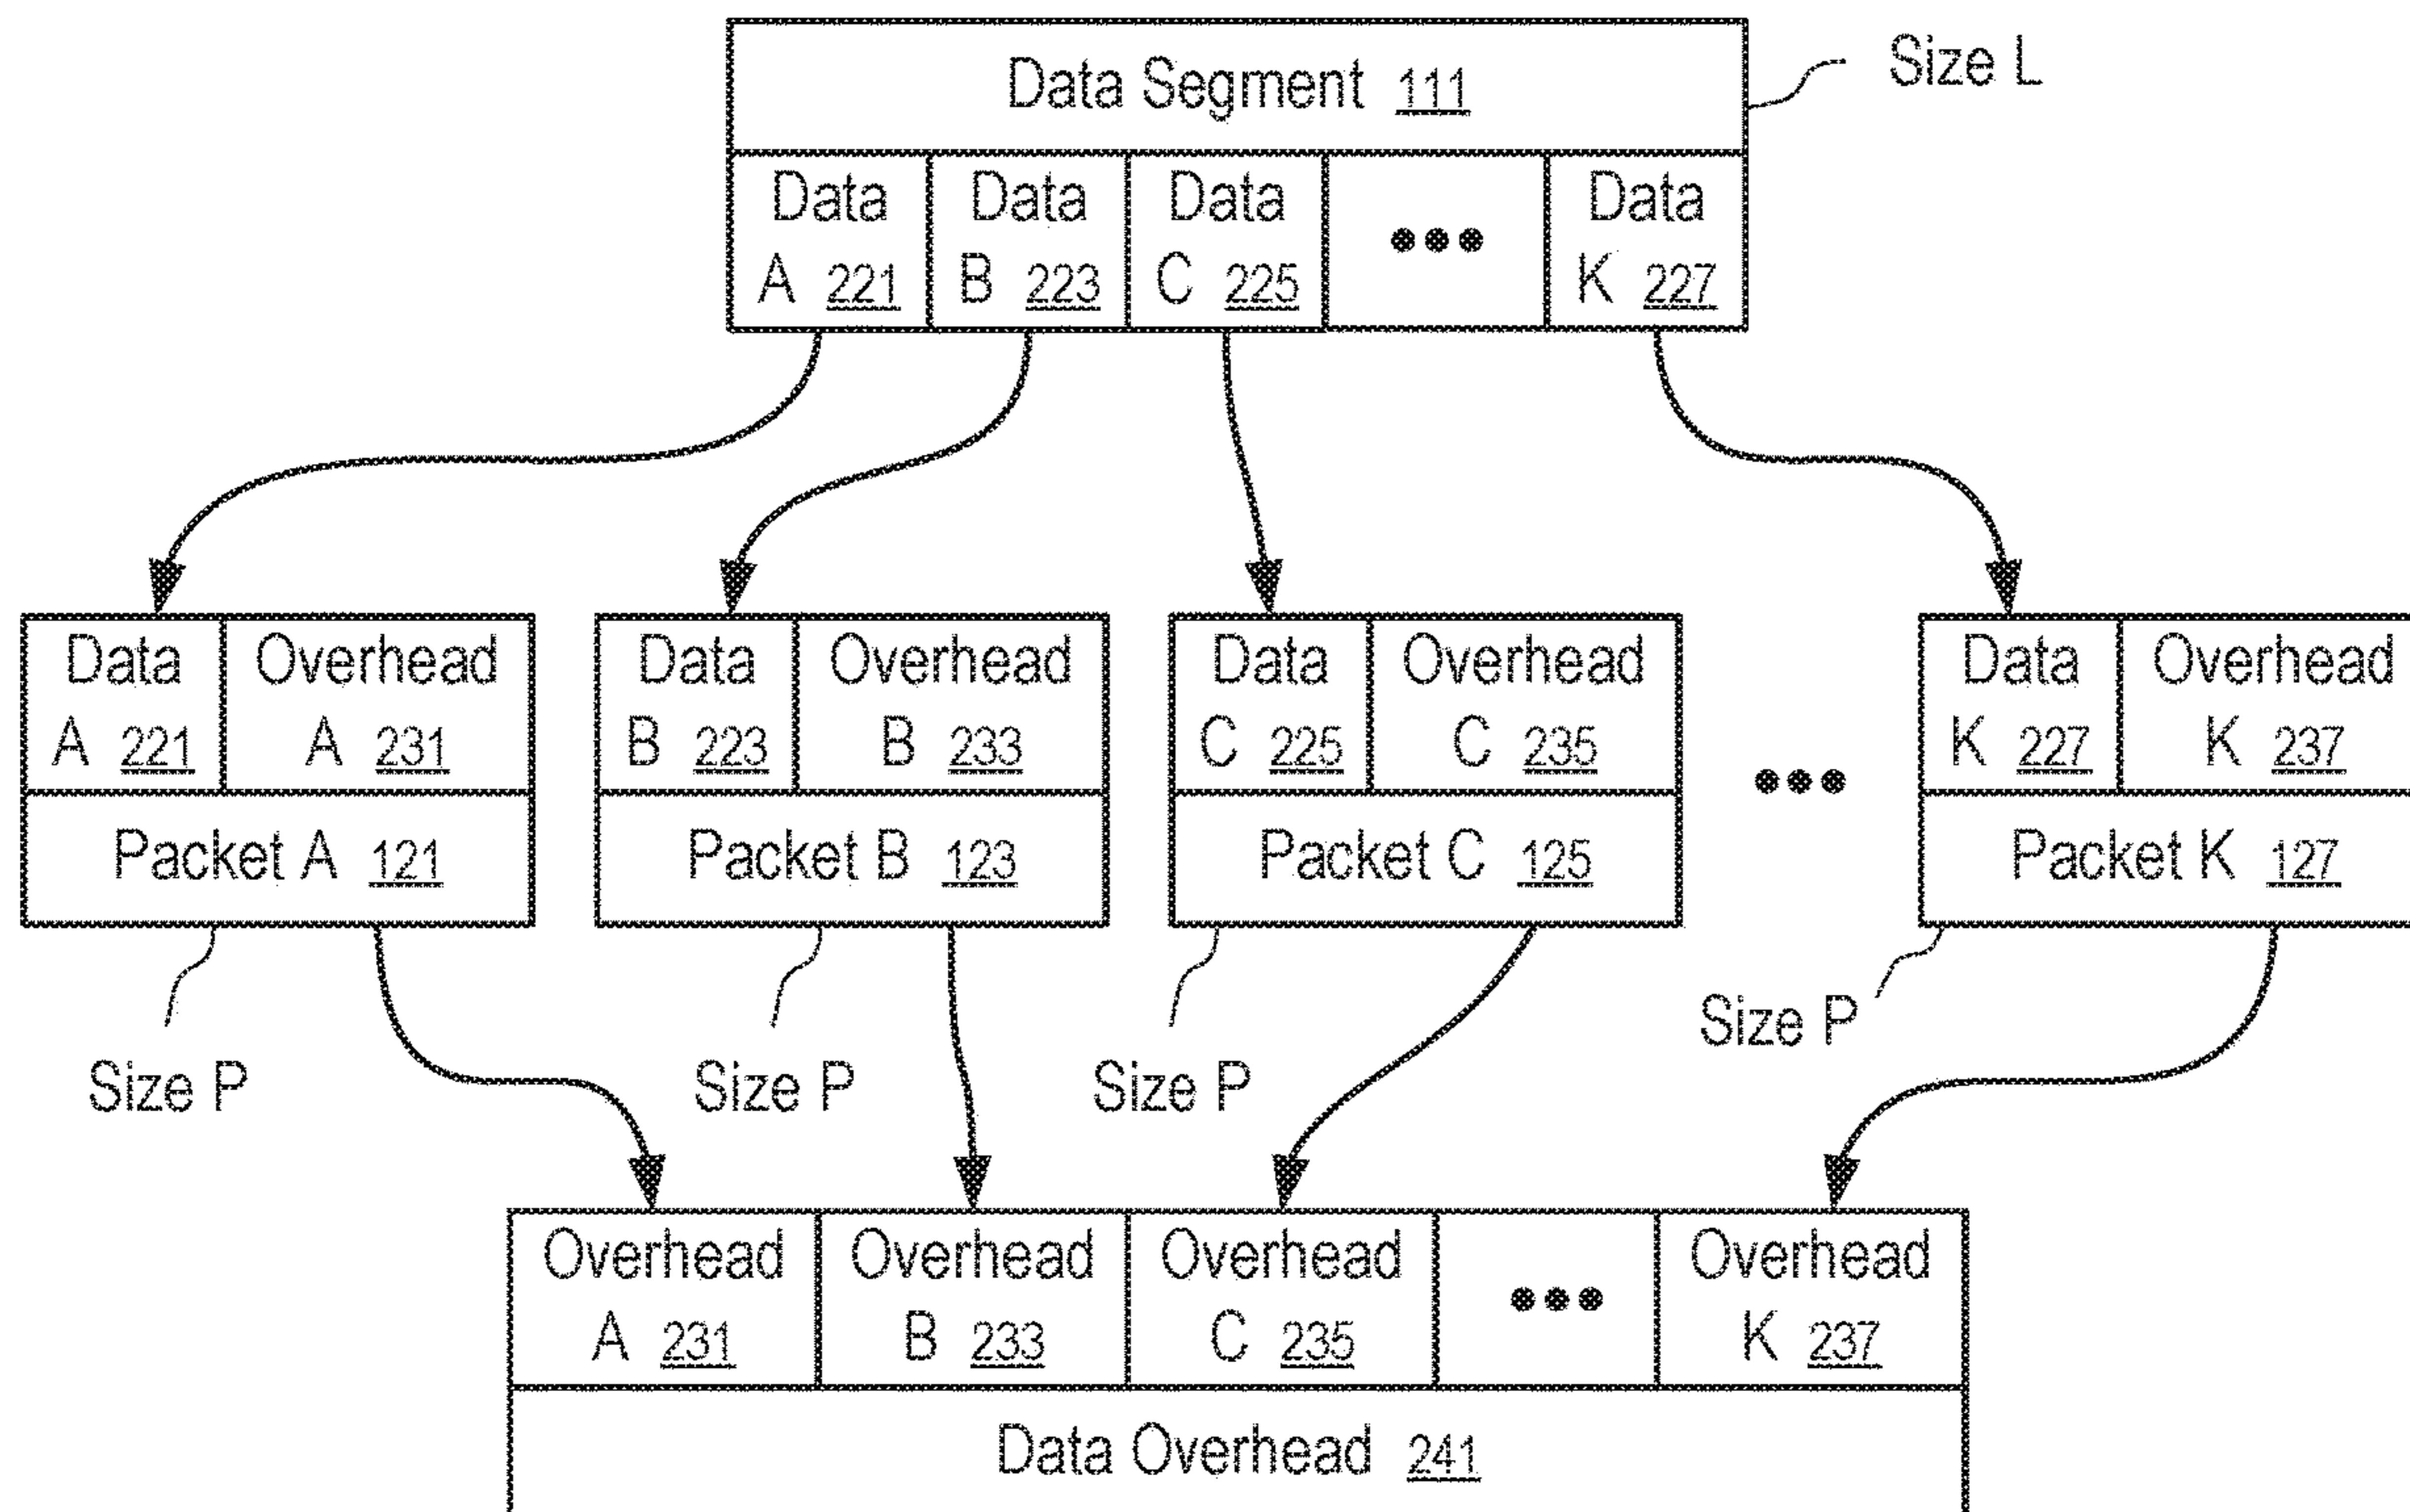 Data Segment 111
Size L
Data
A 221
Data
B 223
Data
C 225
Data
K 227
Data
A 221
Overhead
A 231
Packet A 121
Data
B 223
Overhead
B 233
Packet B 123
Data
C 225
Overhead
C 235
Packet C 125
Data
K 227
Overhead
K 237
Packet K 127
Size P
Size P
Size P
Size P
Overhead
A 231
Overhead
B 233
Overhead
C 235
Overhead
K 237
Data Overhead 241